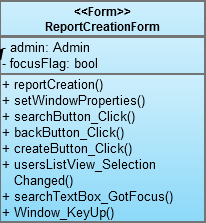 <<Form>>
ReportCreationForm
admin: Admin
- focusFlag: bool
+ reportCreation()
+ setWindowProperties()
+ searchButton_Click()
+ backButton_Click()
+ createButton_Click()
+ usersListView_Selection
Changed()
+ searchTextBox_GotFocus()
+ Window_KeyUp()